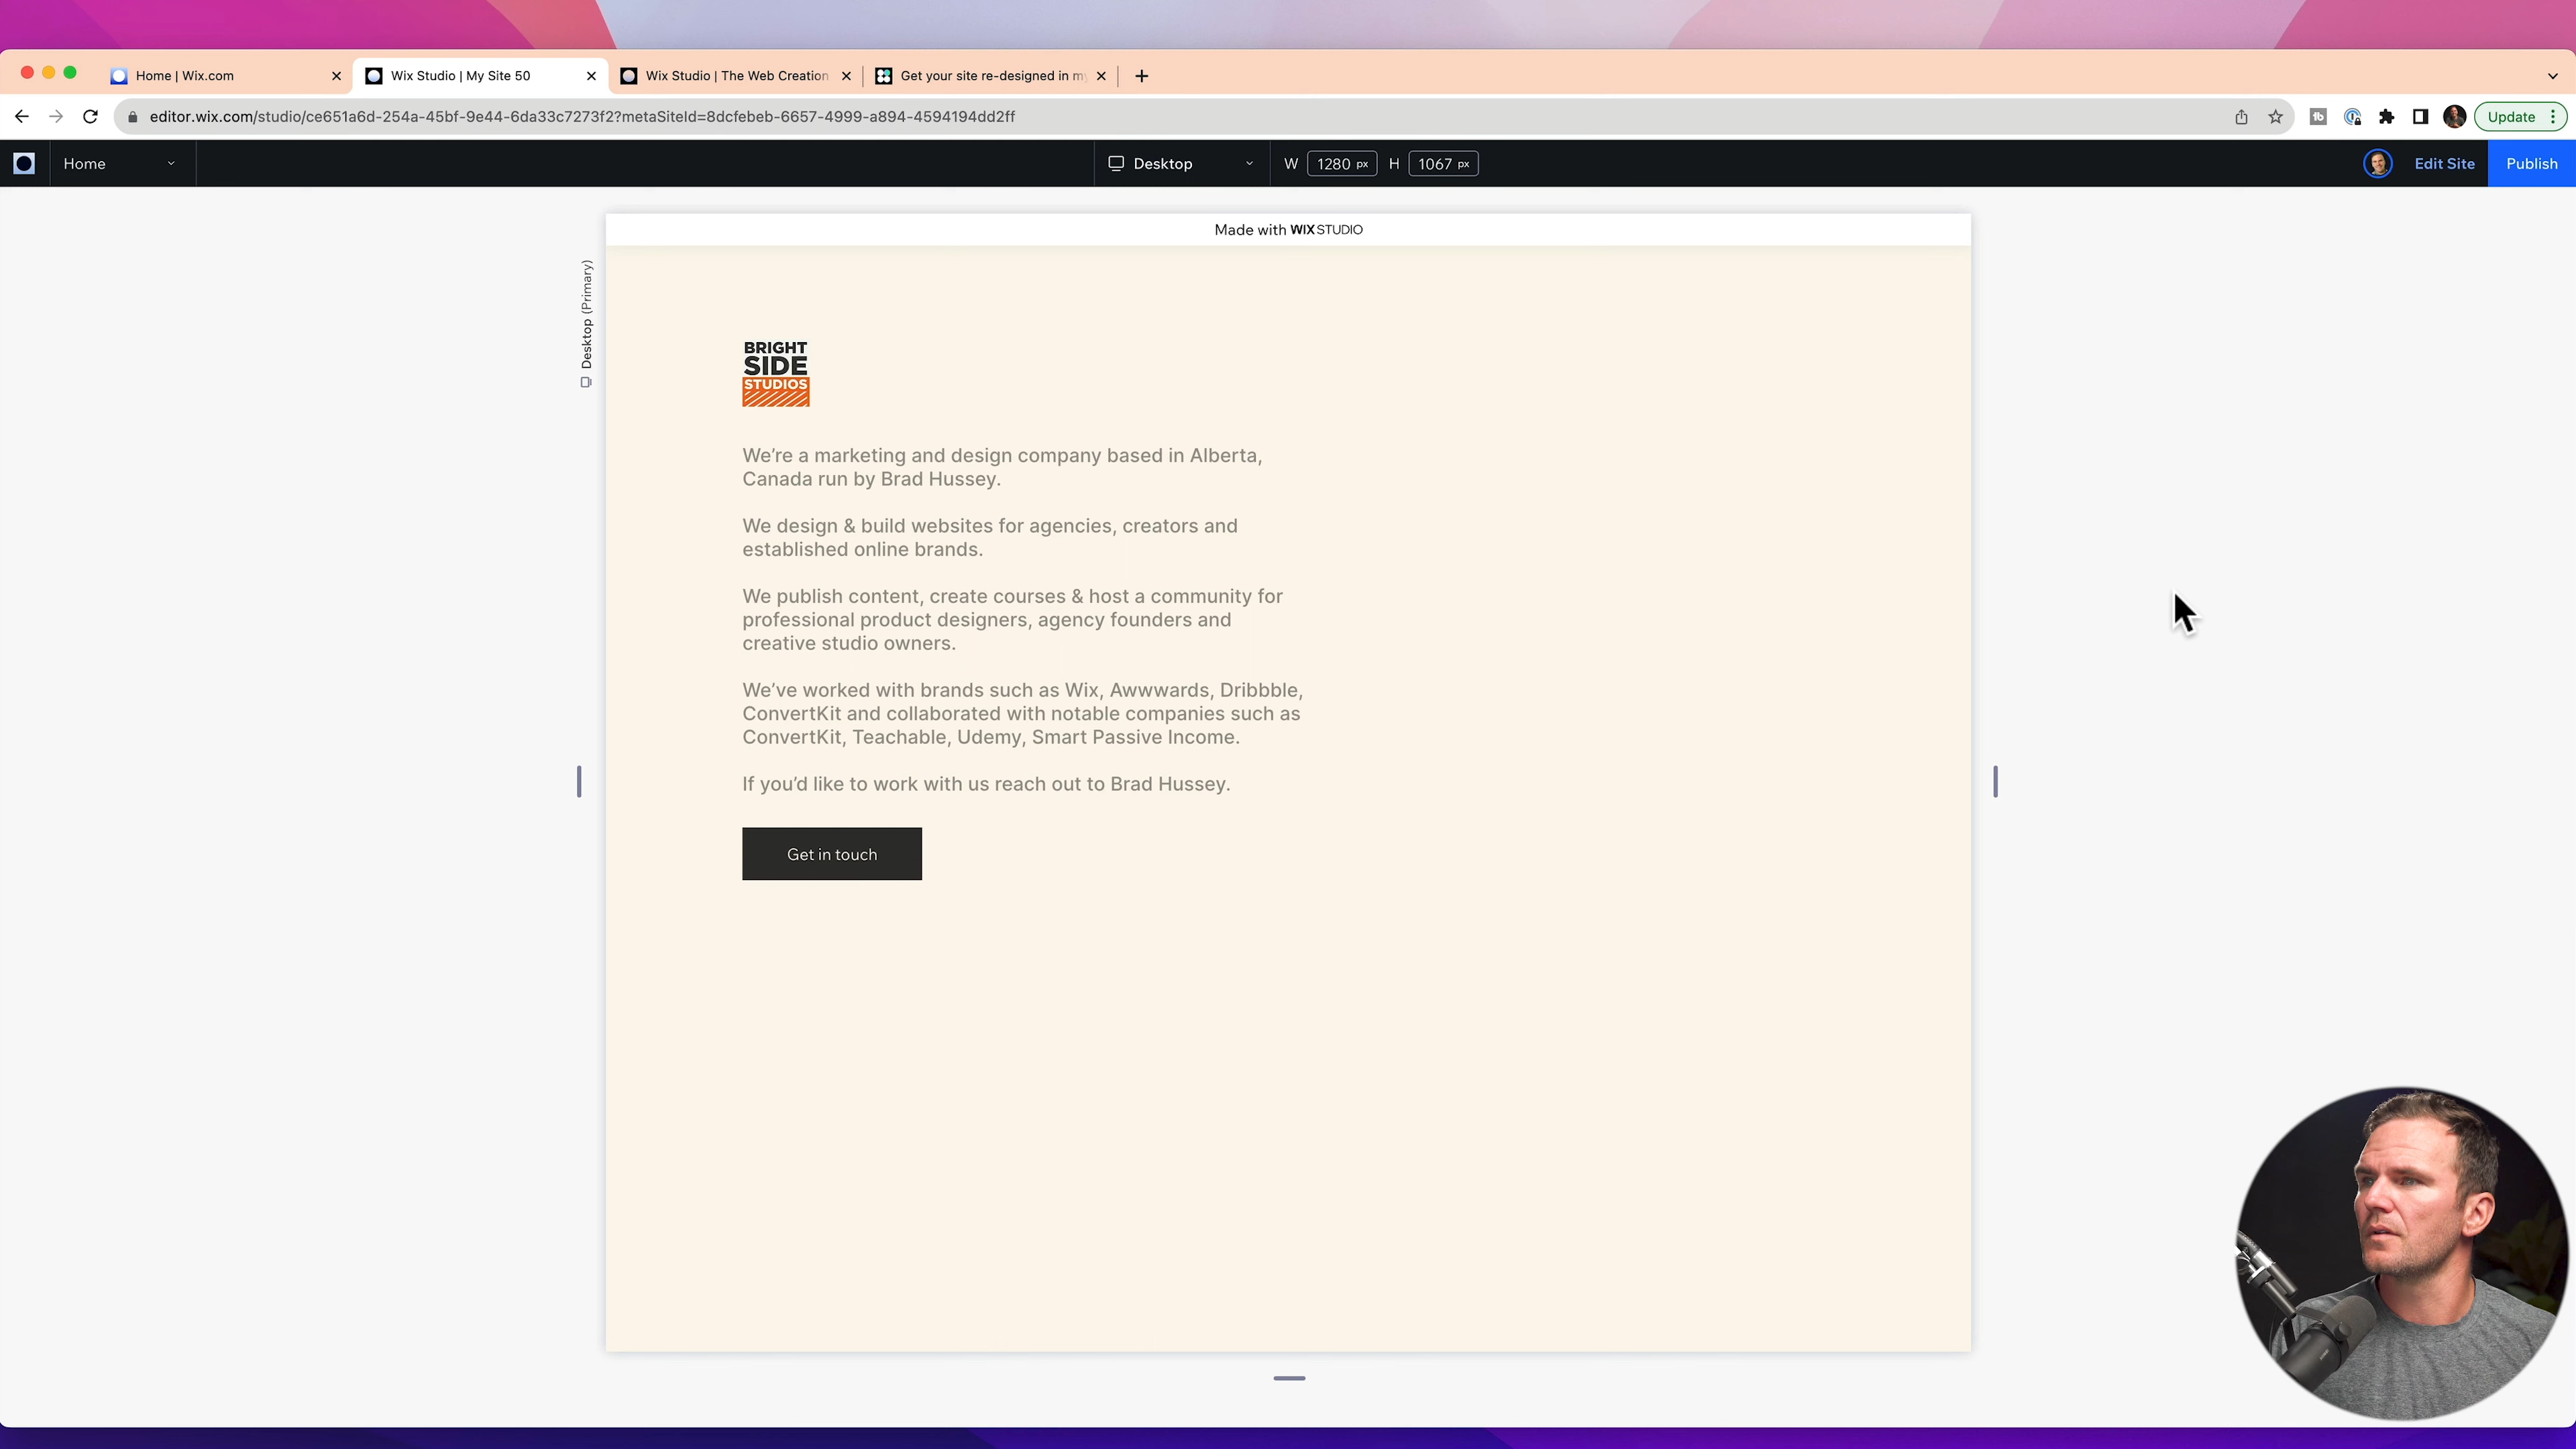 Home | Wix.com
Wix Studio | My Site 50
Wix Studio | The Web Creation
Get your site re-designed in my
editor.wix.com/studio/ce651a6d-254a-45bf-9e44-6da33c7273f2?metaSiteId=8dcfebeb-6657-4999-a894-4594194dd2ff
Update
Home
Desktop
W 1280 px H 1067 px
Edit Site
Publish
Made with WIX STUDIO
Desktop (Primary)
BRIGHT
SIDE
STUDIOS
We’re a marketing and design company based in Alberta,
Canada run by Brad Hussey.
We design & build websites for agencies, creators and
established online brands.
We publish content, create courses & host a community for
professional product designers, agency founders and
creative studio owners.
We’ve worked with brands such as Wix, Awwwards, Dribbble,
ConvertKit and collaborated with notable companies such as
ConvertKit, Teachable, Udemy, Smart Passive Income.
If you’d like to work with us reach out to Brad Hussey.
Get in touch